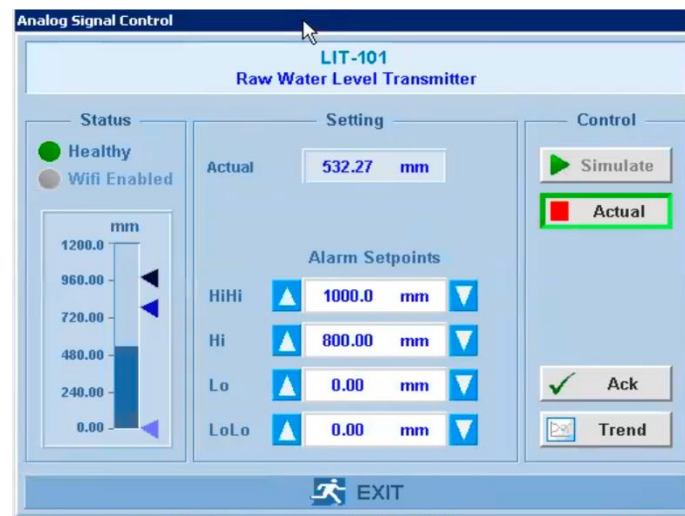 Analog Signal Control
LIT-101
Raw Water Level Transmitter
Status
Healthy
Wifi Enabled
mm
1200.0
960.00
720.00
480.00
240.00
0.00
Setting
Actual 532.27 mm
Alarm Setpoints
HiHi 1000.0 mm
Hi 800.00 mm
Lo 0.00 mm
LoLo 0.00 mm
Control
Simulate
Actual
Ack
Trend
EXIT